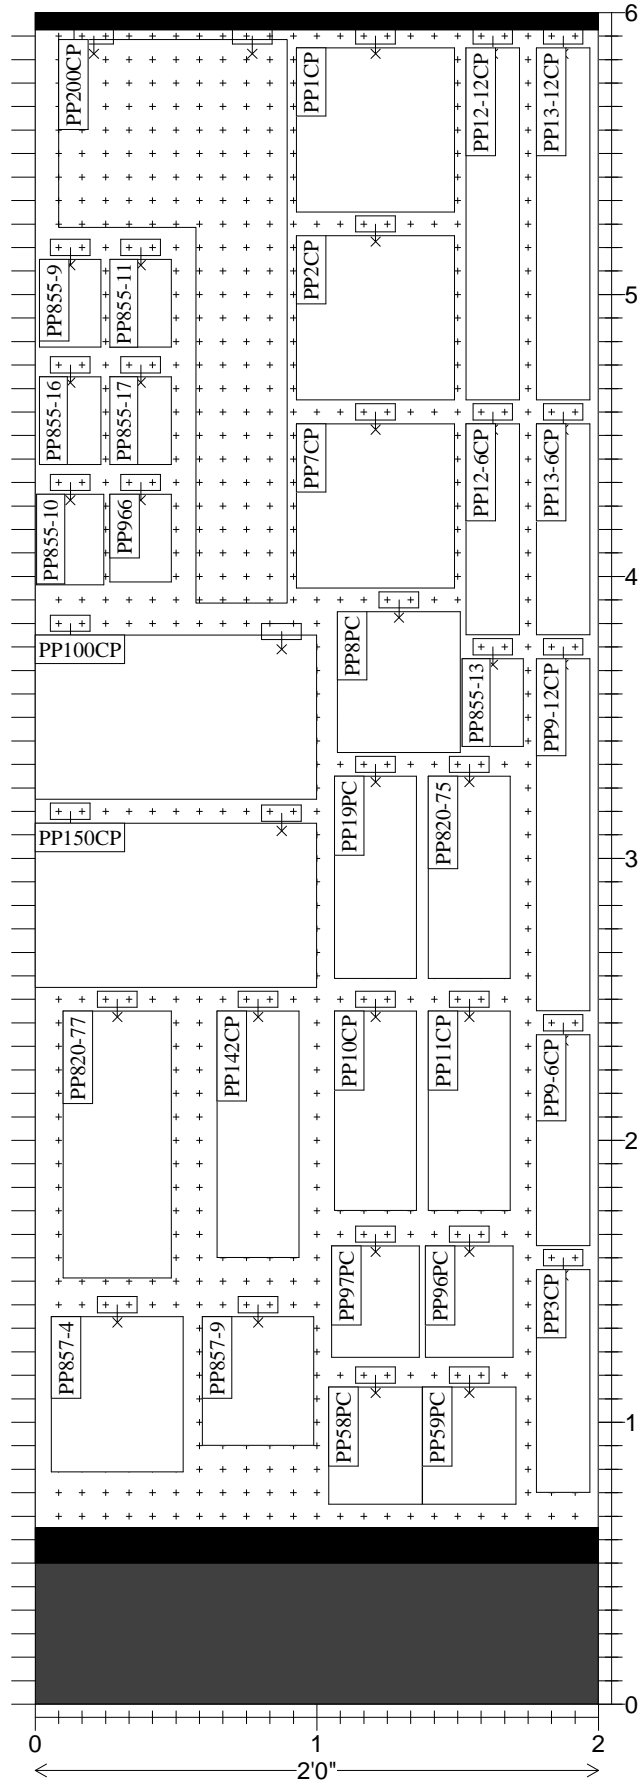 6
PP200CP
PP1CP
PP12-12CP
PP13-12CP
PP855-9
PP855-11
PP2CP
5
PP855-16
PP855-17
PP7CP
PP12-6CP
PP13-6CP
PP855-10
PP966
4
PP100CP
PP8PC
PP855-13
PP9-12CP
PP150CP
PP19PC
PP820-75
3
PP820-77
PP142CP
PP10CP
PP11CP
PP9-6CP
2
PP97PC
PP96PC
PP3CP
PP857-4
PP857-9
PP58PC
PP59PC
1
0
0
1
2
2'0"